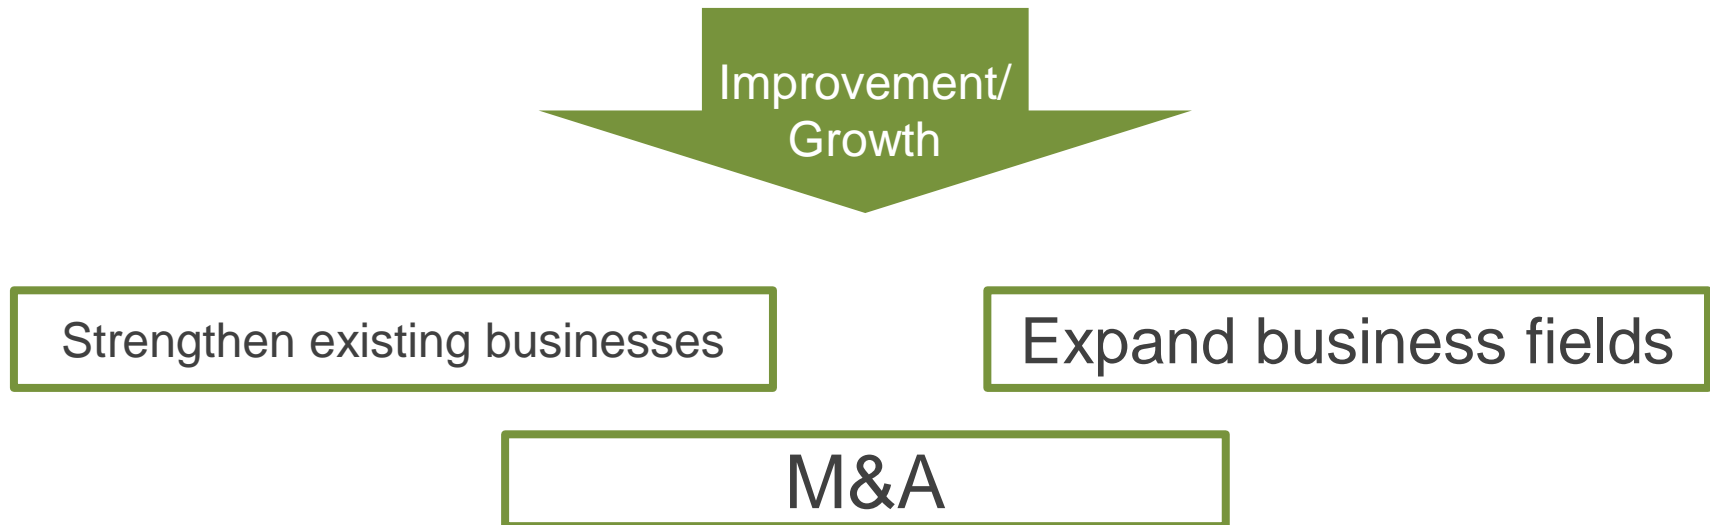 Improvement/
Growth
Strengthen existing businesses
Expand business fields
M&A